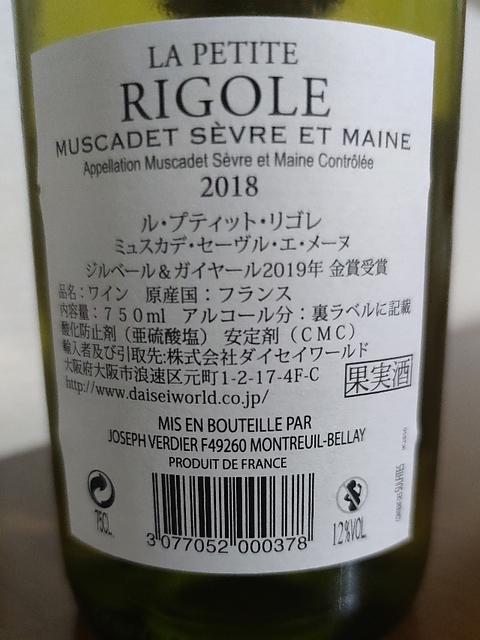 LA PETITE
RIGOLE
MUSCADET SÈVRE ET MAINE
Appellation Muscadet Sèvre et Maine Contrôlée
2018
ル・プティット・リゴレ
ミュスカデ・セーヴル・エ・メーヌ
ジルベール＆ガイヤール2019年 金賞受賞
品名：ワイン 原産国：フランス
内容量：７５０ｍｌ アルコール分：裏ラベルに記載
酸化防止剤（亜硫酸塩） 安定剤（ＣＭＣ）
輸入者及び引取先:株式会社ダイセイワールド
大阪府大阪市浪速区元町1-2-17-4F-C
果実酒
http://www.daiseiworld.co.jp/
MIS EN BOUTEILLE PAR
JOSEPH VERDIER F49260 MONTREUIL-BELLAY
PRODUIT DE FRANCE
75CL
3 077052 000378
12%VOL